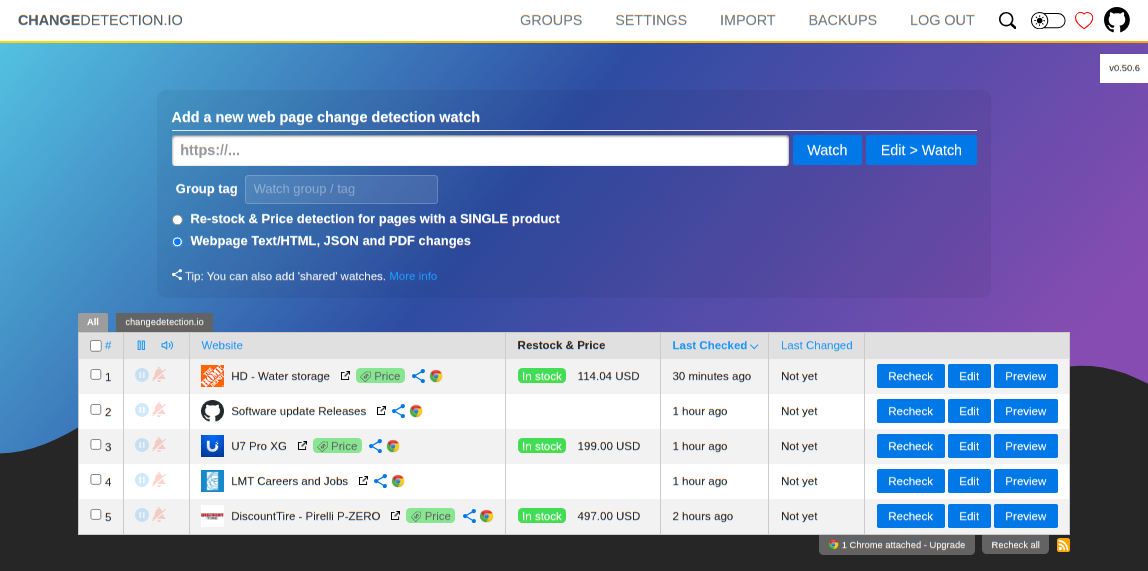 CHANGEDETECTION.IO GROUPS SETTINGS IMPORT BACKUPS LOG OUT
v0.50.6
Add a new web page change detection watch
https://... Watch Edit > Watch
Group tag Watch group / tag
Re-stock & Price detection for pages with a SINGLE product
Webpage Text/HTML, JSON and PDF changes
Tip: You can also add 'shared' watches. More info
All changedetection.io
# Website Restock & Price Last Checked Last Changed
1 HD - Water storage Price In stock 114.04 USD 30 minutes ago Not yet Recheck Edit Preview
2 Software update Releases 1 hour ago Not yet Recheck Edit Preview
3 U7 Pro XG Price In stock 199.00 USD 1 hour ago Not yet Recheck Edit Preview
4 LMT Careers and Jobs 1 hour ago Not yet Recheck Edit Preview
5 DiscountTire - Pirelli P-ZERO Price In stock 497.00 USD 2 hours ago Not yet Recheck Edit Preview
1 Chrome attached - Upgrade Recheck all